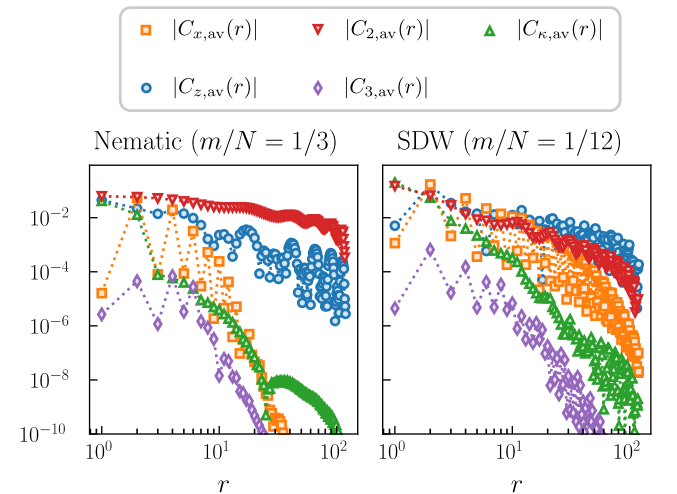 |C_{x,av}(r)| |C_{2,av}(r)| |C_{κ,av}(r)|
|C_{z,av}(r)| |C_{3,av}(r)|
Nematic (m/N = 1/3) SDW (m/N = 1/12)
10^{-2}
10^{-4}
10^{-6}
10^{-8}
10^{-10}
10^0 10^1 10^2 10^0 10^1 10^2
r r